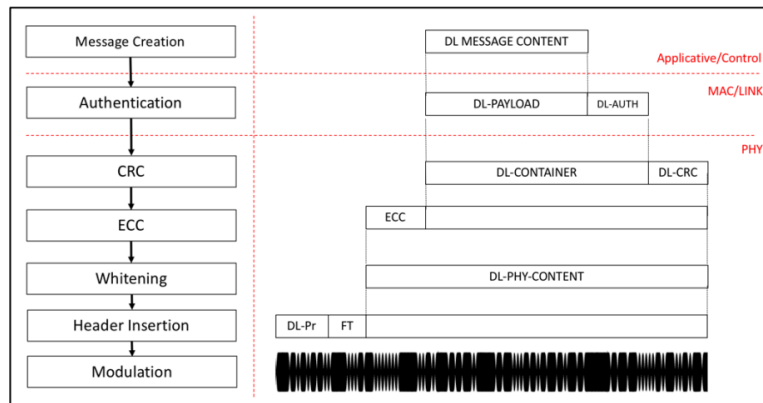 Message Creation
DL MESSAGE CONTENT
Applicative/Control
MAC/LINK
Authentication
DL-PAYLOAD
DL-AUTH
PHY
CRC
DL-CONTAINER
DL-CRC
ECC
ECC
Whitening
DL-PHY-CONTENT
Header Insertion
DL-Pr
FT
Modulation